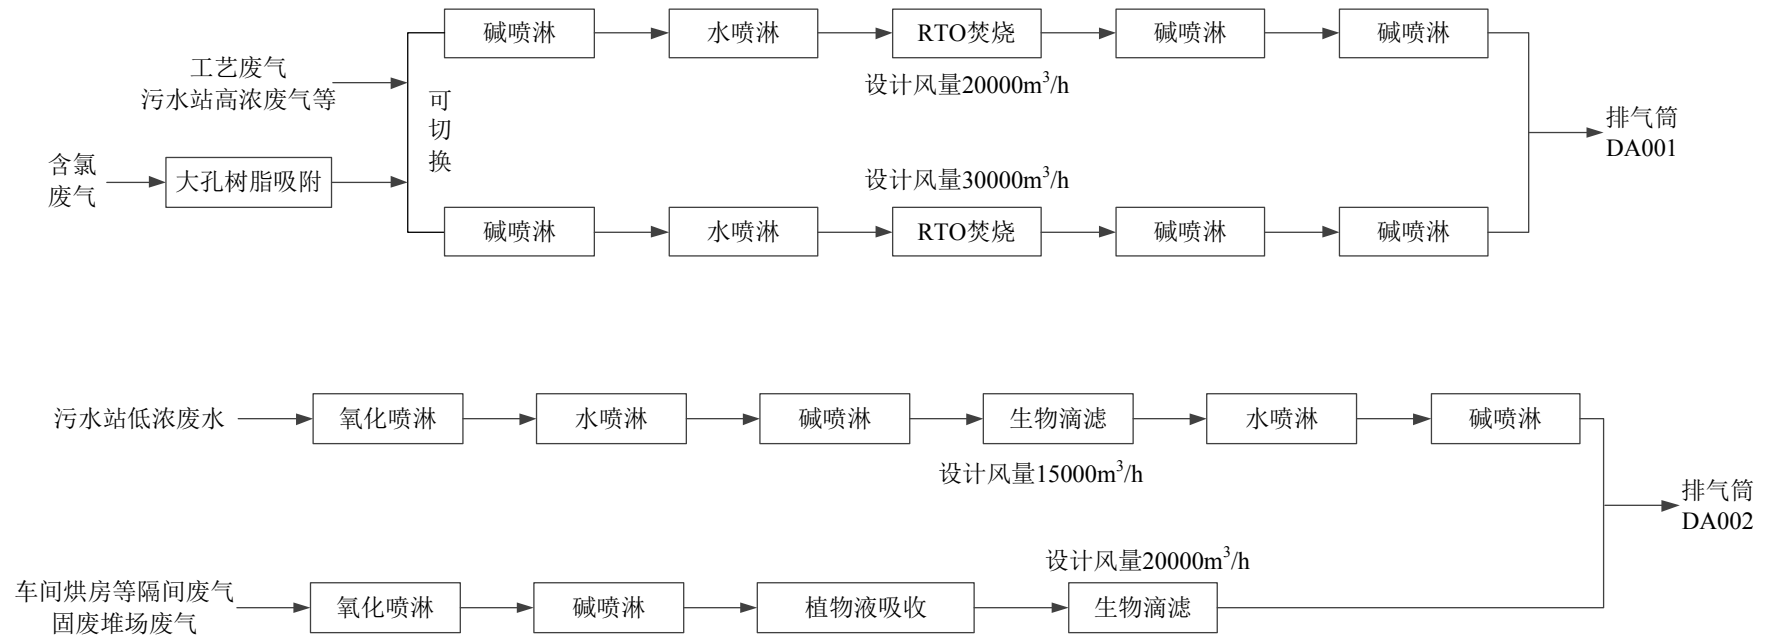 碱喷淋
水喷淋
RTO焚烧
碱喷淋
碱喷淋
工艺废气
污水站高浓废气等
设计风量20000m³/h
可
切
换
排气筒
DA001
含氯
废气
大孔树脂吸附
设计风量30000m³/h
碱喷淋
水喷淋
RTO焚烧
碱喷淋
碱喷淋
污水站低浓废水
氧化喷淋
水喷淋
碱喷淋
生物滴滤
水喷淋
碱喷淋
设计风量15000m³/h
排气筒
DA002
设计风量20000m³/h
车间烘房等隔间废气
固废堆场废气
氧化喷淋
碱喷淋
植物液吸收
生物滴滤